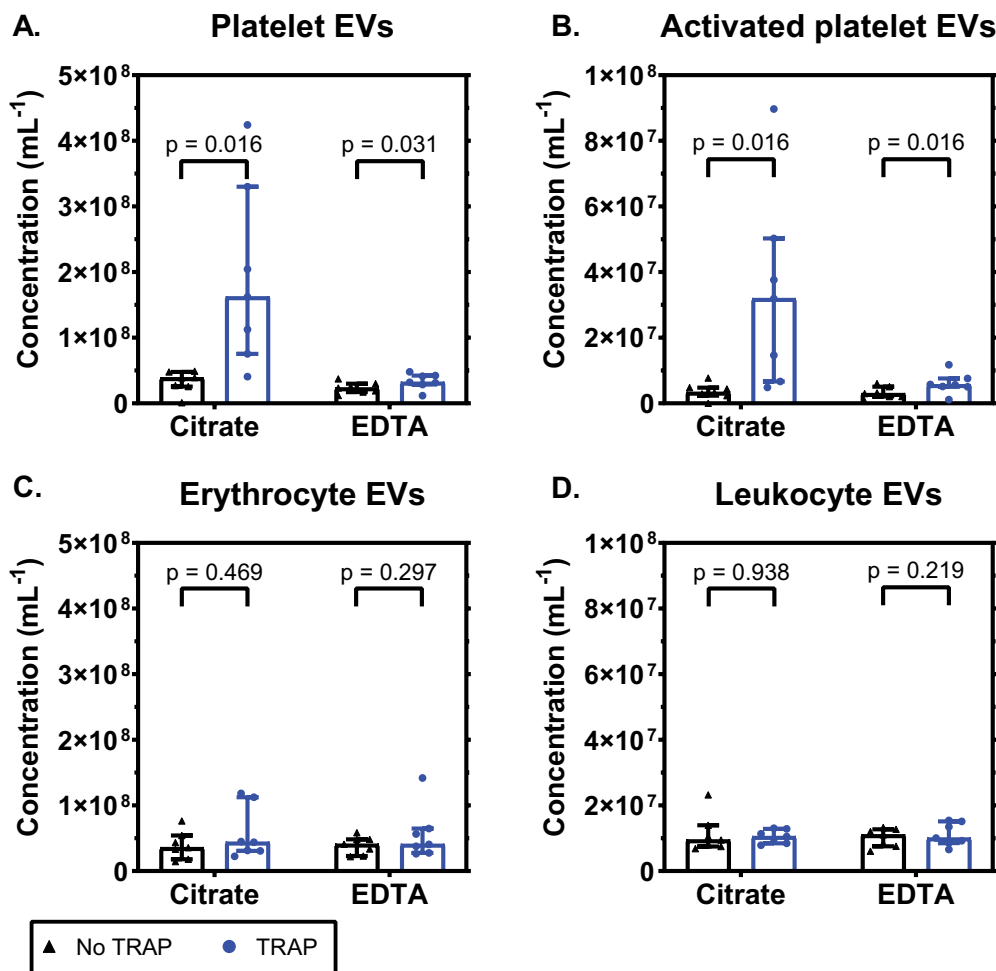 A. Platelet EVs
Concentration (mL⁻¹)
5×10⁸
4×10⁸
3×10⁸
2×10⁸
1×10⁸
0
p = 0.016
p = 0.031
Citrate
EDTA
B. Activated platelet EVs
Concentration (mL⁻¹)
1×10⁸
8×10⁷
6×10⁷
4×10⁷
2×10⁷
0
p = 0.016
p = 0.016
Citrate
EDTA
C. Erythrocyte EVs
Concentration (mL⁻¹)
5×10⁸
4×10⁸
3×10⁸
2×10⁸
1×10⁸
0
p = 0.469
p = 0.297
Citrate
EDTA
D. Leukocyte EVs
Concentration (mL⁻¹)
1×10⁸
8×10⁷
6×10⁷
4×10⁷
2×10⁷
0
p = 0.938
p = 0.219
Citrate
EDTA
No TRAP
TRAP